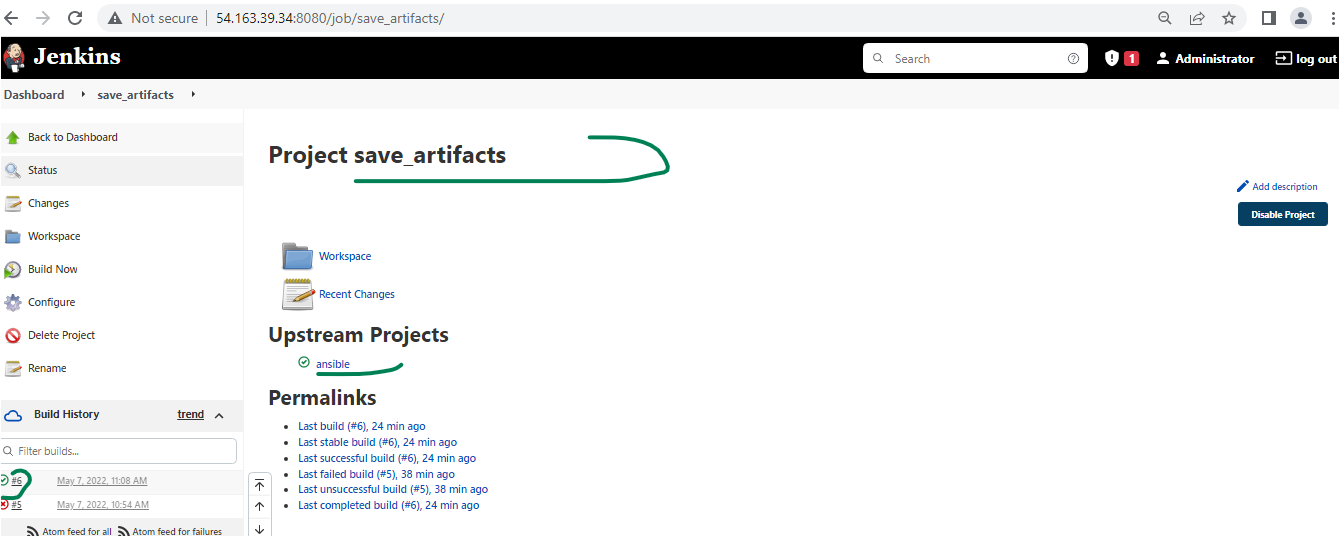 Not secure | 54.163.39.34:8080/job/save_artifacts/
Jenkins
Search
1
Administrator
log out
Dashboard
save_artifacts
Back to Dashboard
Status
Changes
Workspace
Build Now
Configure
Delete Project
Rename
Build History
trend
Filter builds...
#6
May 7, 2022, 11:08 AM
#5
May 7, 2022, 10:54 AM
Atom feed for all
Atom feed for failures
Project save_artifacts
Add description
Disable Project
Workspace
Recent Changes
Upstream Projects
ansible
Permalinks
Last build (#6), 24 min ago
Last stable build (#6), 24 min ago
Last successful build (#6), 24 min ago
Last failed build (#5), 38 min ago
Last unsuccessful build (#5), 38 min ago
Last completed build (#6), 24 min ago